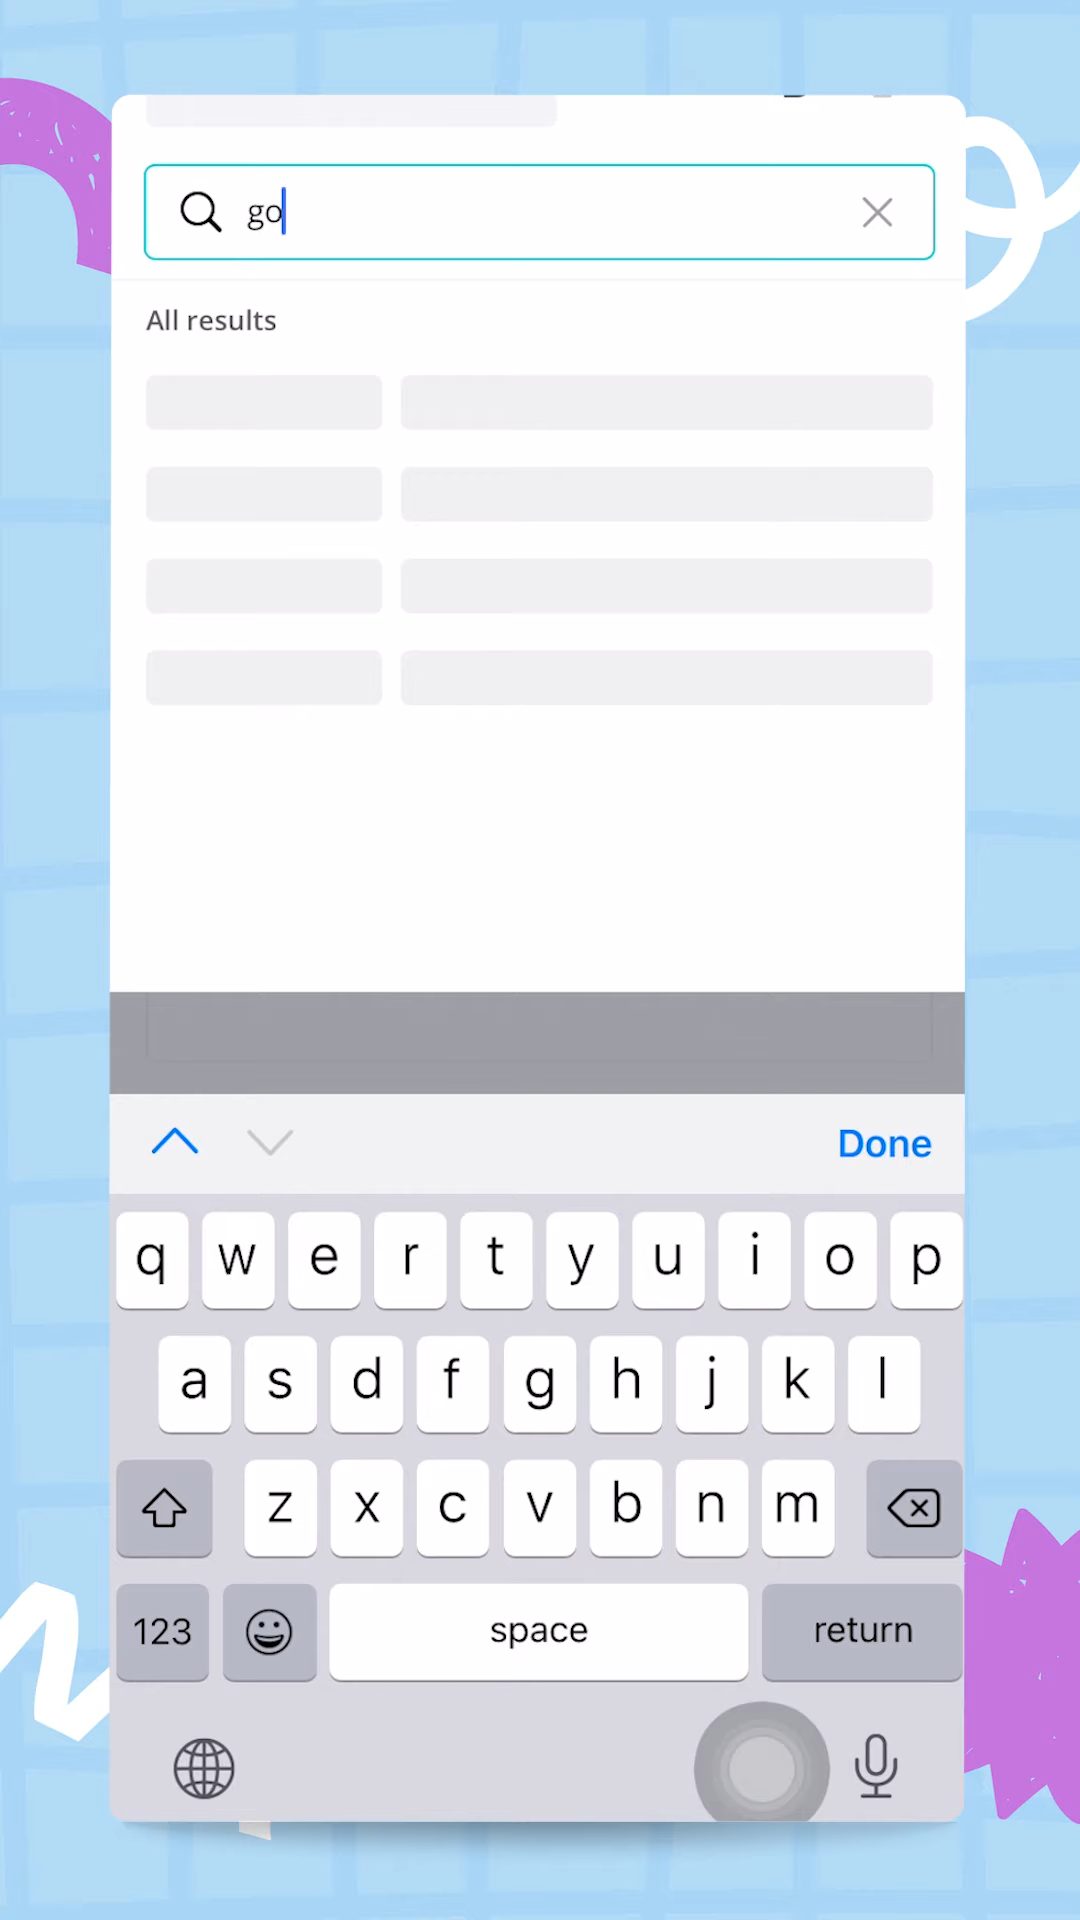 go
All results
Done
q w e r t y u i o p
a s d f g h j k l
z x c v b n m
123 space return